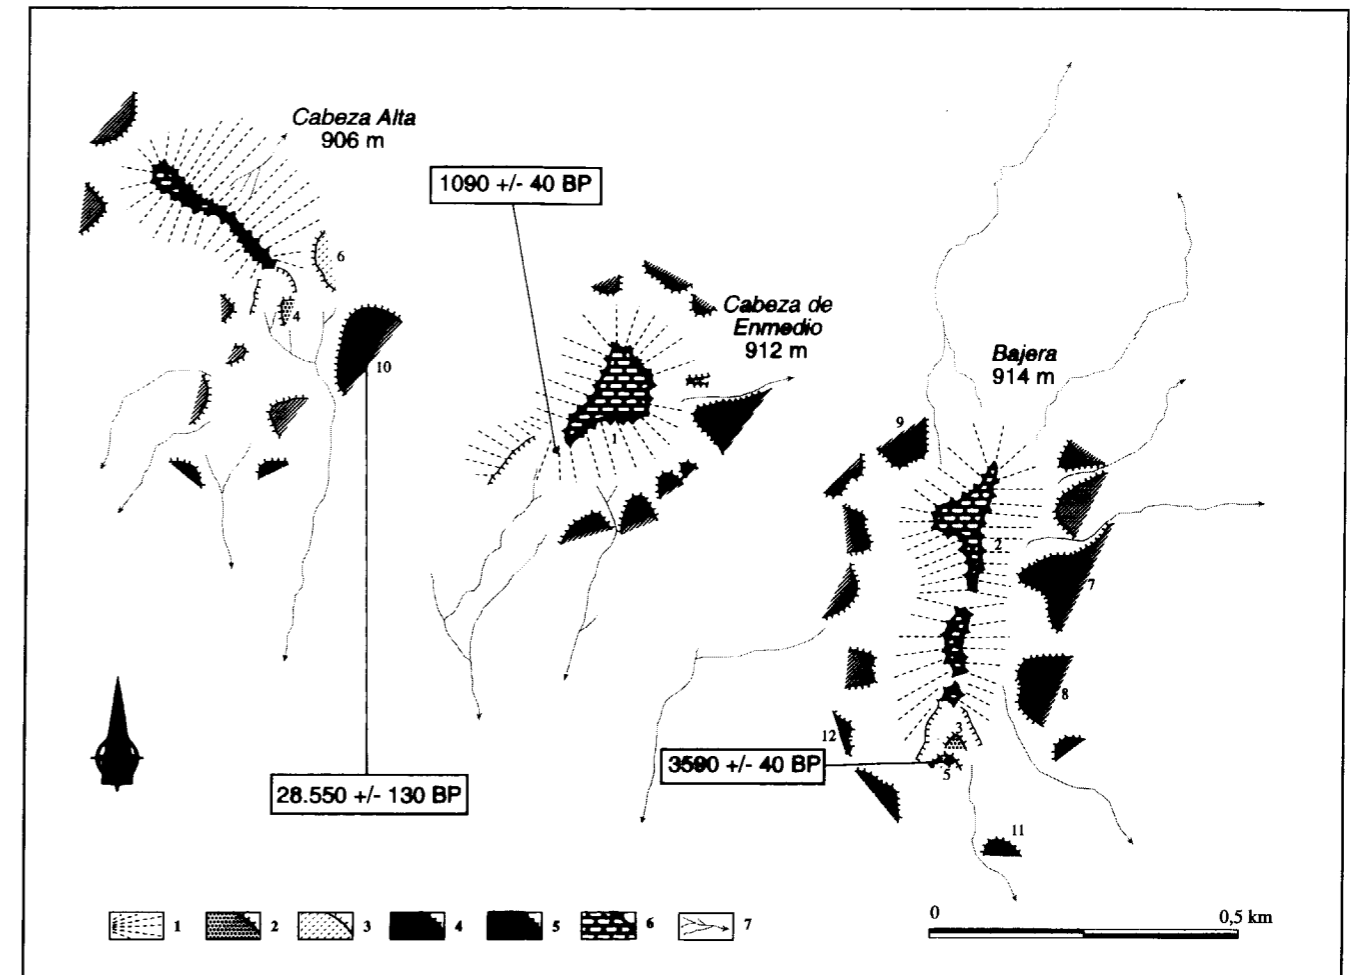 Cabeza Alta
906 m
1090 +/- 40 BP
6
4
10
Cabeza de
Enmedio
912 m
1
Bajera
914 m
9
2
7
8
12
3
5
3590 +/- 40 BP
28.550 +/- 130 BP
11
1 2 3 4 5 6 7
0 0,5 km